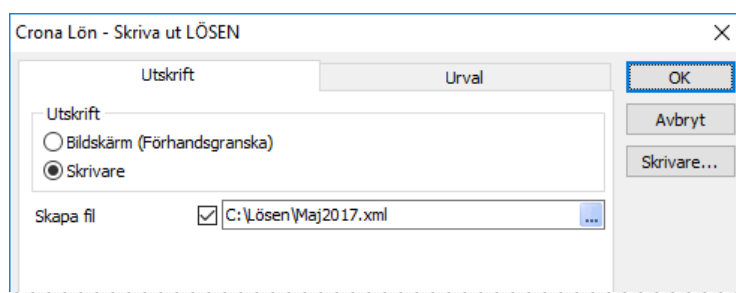 Crona Lön - Skriva ut LÖSEN
Utskrift
Urval
OK
Utskrift
Bildskärm (Förhandsgranska)
Skrivare
Avbryt
Skrivare...
Skapa fil
C:\Lösen\Maj2017.xml
...